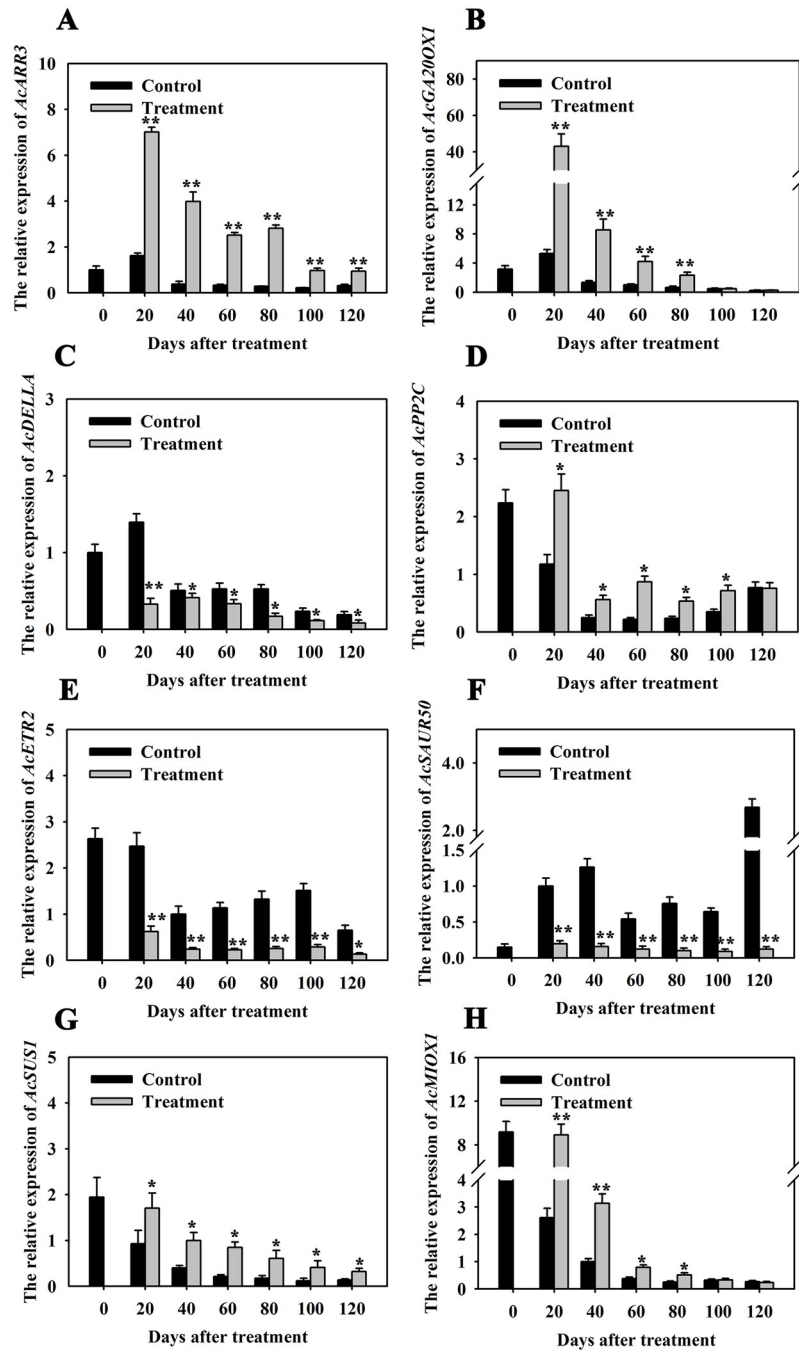 A
The relative expression of AcARR3
10
8
6
4
2
0
Control
Treatment
**
**
**
**
**
**
0 20 40 60 80 100 120
Days after treatment
B
The relative expression of AcGA20OX1
80
60
40
12
8
4
0
Control
Treatment
**
**
**
**
0 20 40 60 80 100 120
Days after treatment
C
The relative expression of AcDELLA
3
2
1
0
Control
Treatment
**
*
*
*
*
*
0 20 40 60 80 100 120
Days after treatment
D
The relative expression of AcPP2C
4
3
2
1
0
Control
Treatment
*
*
*
*
*
0 20 40 60 80 100 120
Days after treatment
E
The relative expression of AcETR2
5
4
3
2
1
0
Control
Treatment
**
**
**
**
**
*
0 20 40 60 80 100 120
Days after treatment
F
The relative expression of AcSAUR50
4.0
2.0
1.5
1.0
0.5
0.0
Control
Treatment
**
**
**
**
**
**
0 20 40 60 80 100 120
Days after treatment
G
The relative expression of AcSUS1
5
4
3
2
1
0
Control
Treatment
*
*
*
*
*
*
0 20 40 60 80 100 120
Days after treatment
H
The relative expression of AcMIOX1
16
12
8
4
3
2
1
0
Control
Treatment
**
**
*
*
0 20 40 60 80 100 120
Days after treatment